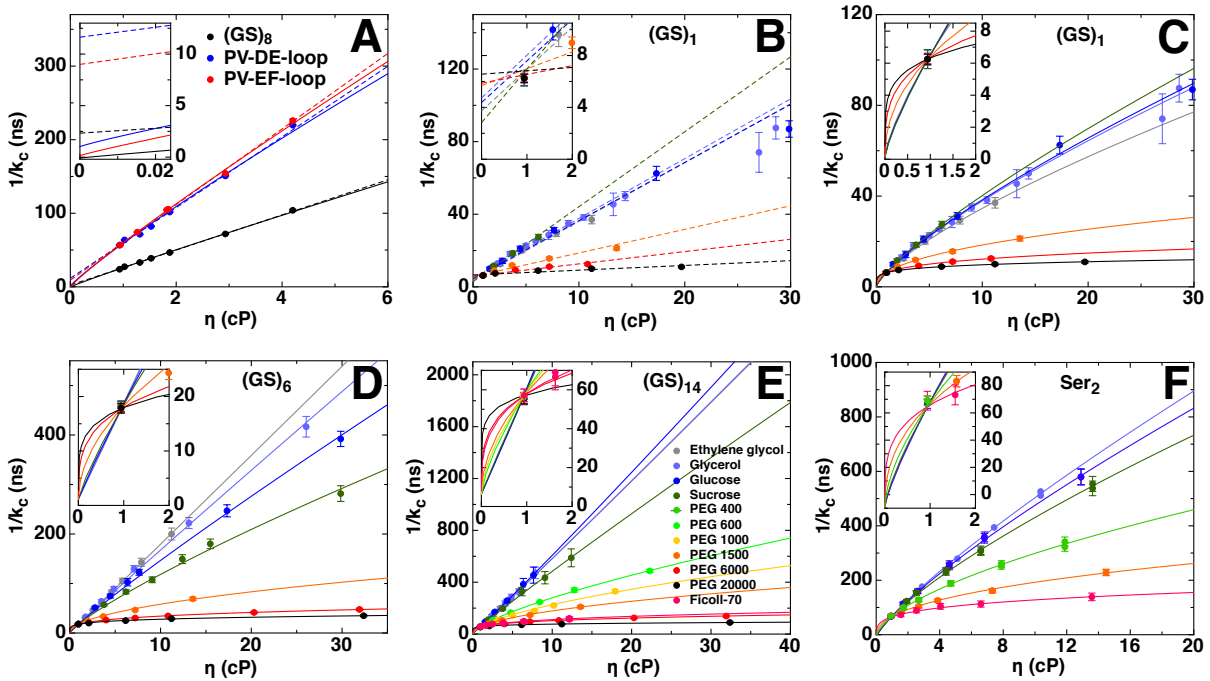 A
(GS)8
PV-DE-loop
PV-EF-loop
1/kC (ns)
300
200
100
0
0 2 4 6
η (cP)
10
5
0
0 0.02
B
(GS)1
1/kC (ns)
120
80
40
0
0 10 20 30
η (cP)
8
4
0
0 1 2
C
(GS)1
1/kC (ns)
120
80
40
0
0 10 20 30
η (cP)
8
6
4
2
0
0 0.5 1 1.5 2
D
(GS)6
1/kC (ns)
400
200
0
0 10 20 30
η (cP)
20
10
0
0 1 2
E
(GS)14
1/kC (ns)
2000
1600
1200
800
400
0
0 10 20 30 40
η (cP)
60
40
20
0
0 1 2
Ethylene glycol
Glycerol
Glucose
Sucrose
PEG 400
PEG 600
PEG 1000
PEG 1500
PEG 6000
PEG 20000
Ficoll-70
F
Ser2
1/kC (ns)
1000
800
600
400
200
0
0 4 8 12 16 20
η (cP)
80
60
40
20
0
0 1 2